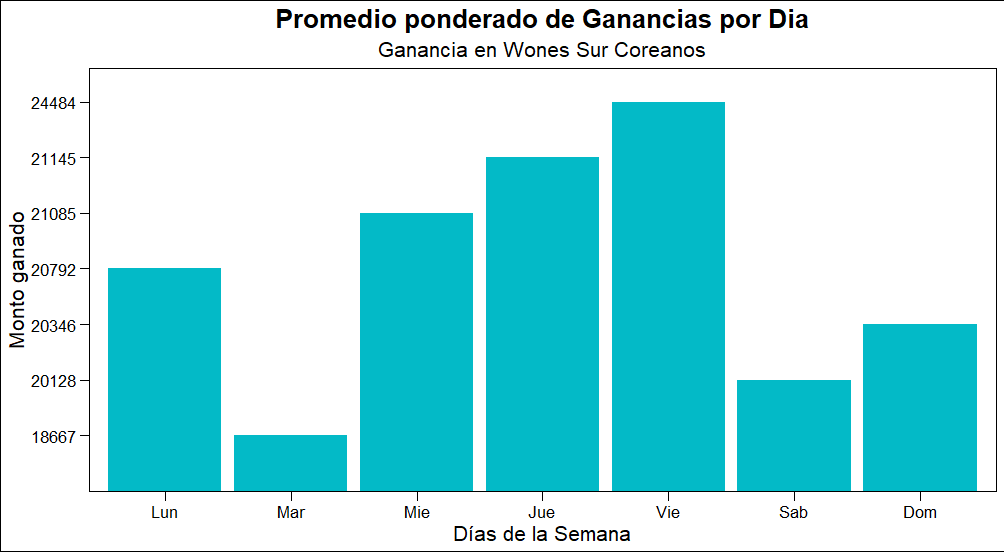 Promedio ponderado de Ganancias por Dia
Ganancia en Wones Sur Coreanos
Monto ganado
24484
21145
21085
20792
20346
20128
18667
Lun Mar Mie Jue Vie Sab Dom
Días de la Semana